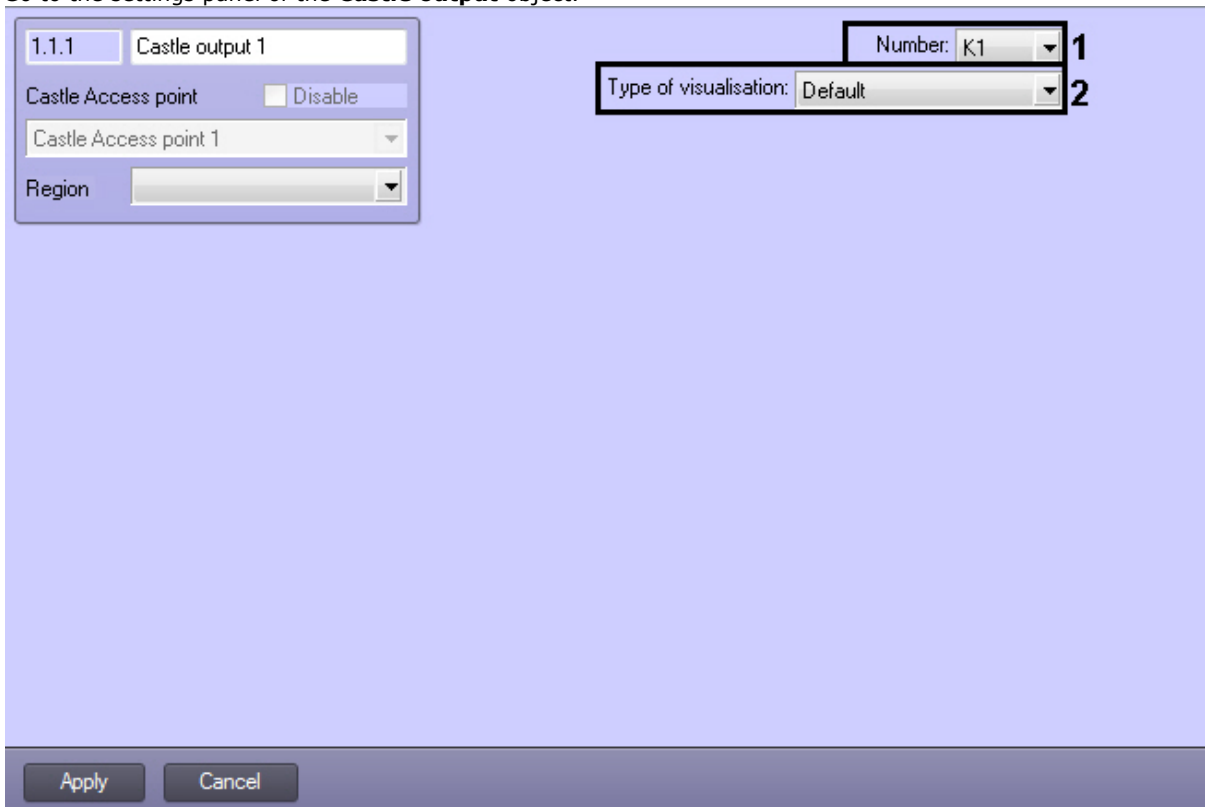 Go to the settings panel of the Castle output object.
1.1.1 Castle output 1
Number: K1 1
Castle Access point Disable
Type of visualisation: Default 2
Castle Access point 1
Region
Apply Cancel